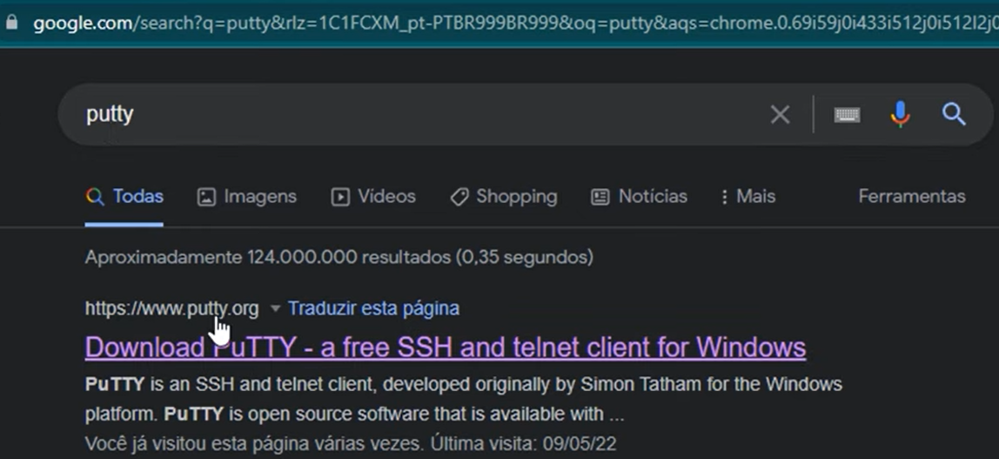 google.com/search?q=putty&rlz=1C1FCXM_pt-PTBR999BR999&oq=putty&aqs=chrome.0.69i59j0i433i512j0i512l2j0
putty
Todas Imagens Vídeos Shopping Notícias Mais Ferramentas
Aproximadamente 124.000.000 resultados (0,35 segundos)
https://www.putty.org Traduzir esta página
Download PuTTY - a free SSH and telnet client for Windows
PuTTY is an SSH and telnet client, developed originally by Simon Tatham for the Windows
platform. PuTTY is open source software that is available with ...
Você já visitou esta página várias vezes. Última visita: 09/05/22